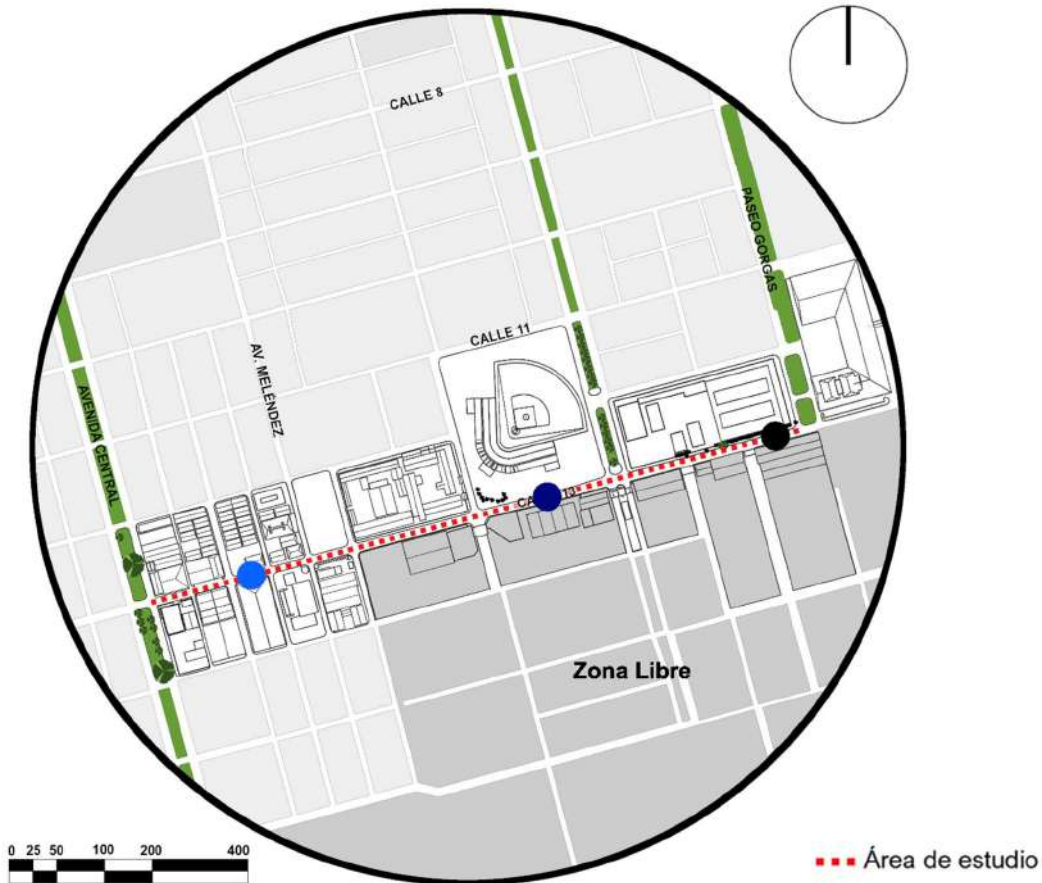 CALLE 8
PASEO GORGAS
CALLE 11
AV. MELÉNDEZ
AVENIDA CENTRAL
Zona Libre
0 25 50 100 200 400
Área de estudio